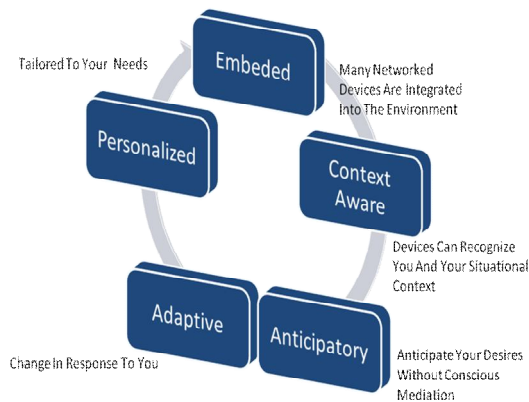 Embeded
Many Networked
Devices Are Integrated
Into The Environment
Context
Aware
Devices Can Recognize
You And Your Situational
Context
Anticipatory
Anticipate Your Desires
Without Conscious
Mediation
Adaptive
Change In Response To You
Personalized
Tailored To Your Needs